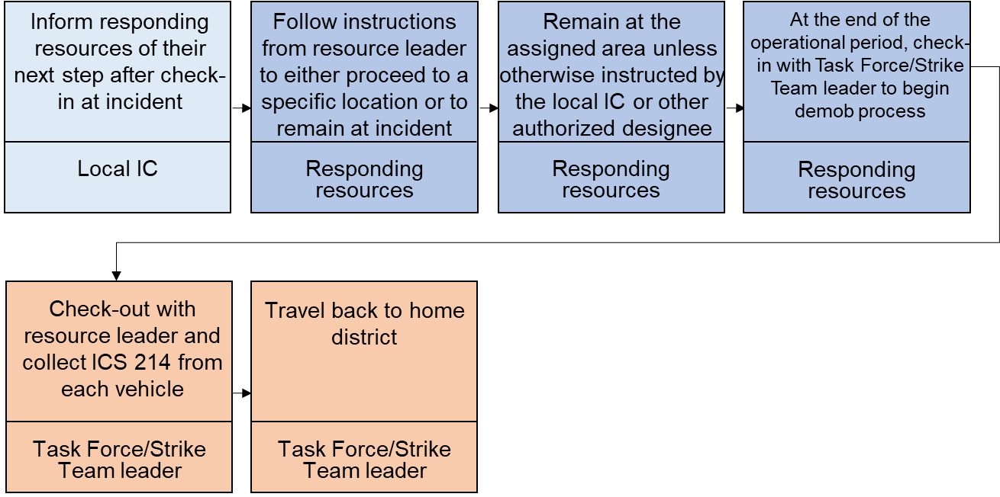 Inform responding
resources of their
next step after check-
in at incident
Local IC
Follow instructions
from resource leader
to either proceed to a
specific location or to
remain at incident
Responding
resources
Remain at the
assigned area unless
otherwise instructed by
the local IC or other
authorized designee
Responding
resources
At the end of the
operational period, check-
in with Task Force/Strike
Team leader to begin
demob process
Responding
resources
Check-out with
resource leader and
collect ICS 214 from
each vehicle
Task Force/Strike
Team leader
Travel back to home
district
Task Force/Strike
Team leader